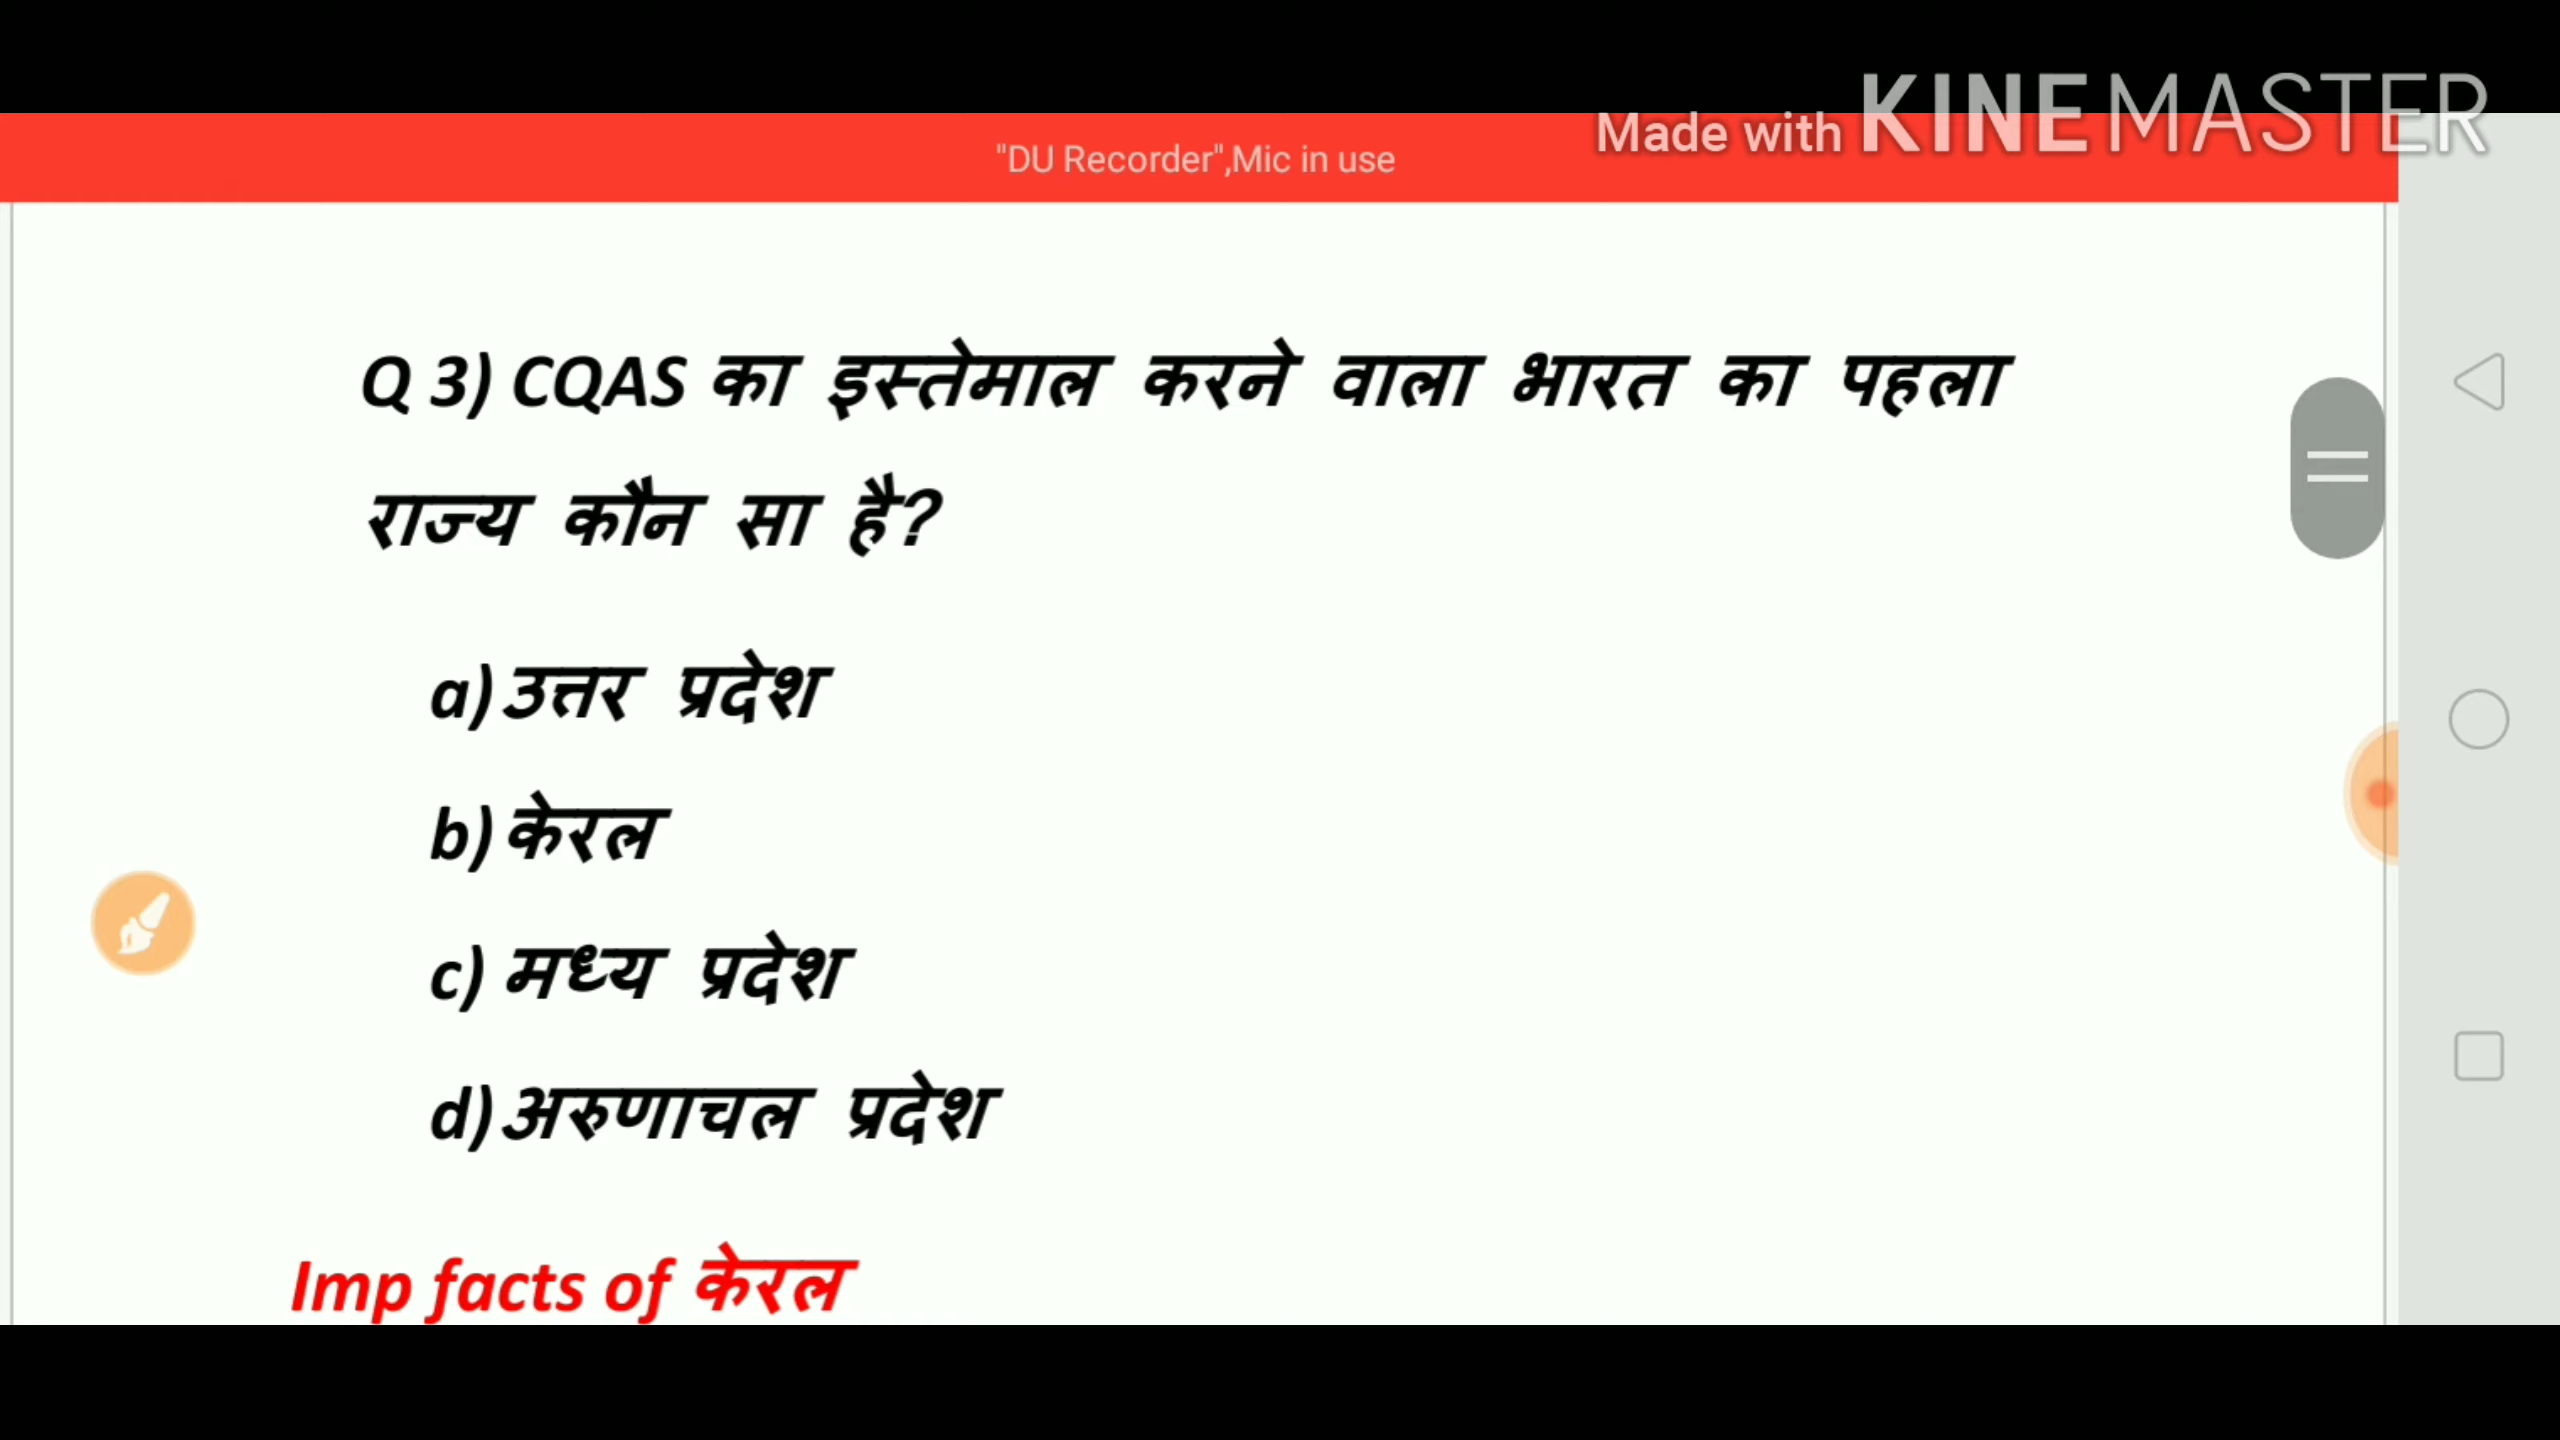 Made with KINEMASTER
"DU Recorder",Mic in use
Q 3) CQAS का इस्तेमाल करने वाला भारत का पहला
राज्य कौन सा है?
a) उत्तर प्रदेश
b) केरल
c) मध्य प्रदेश
d) अरुणाचल प्रदेश
Imp facts of केरल